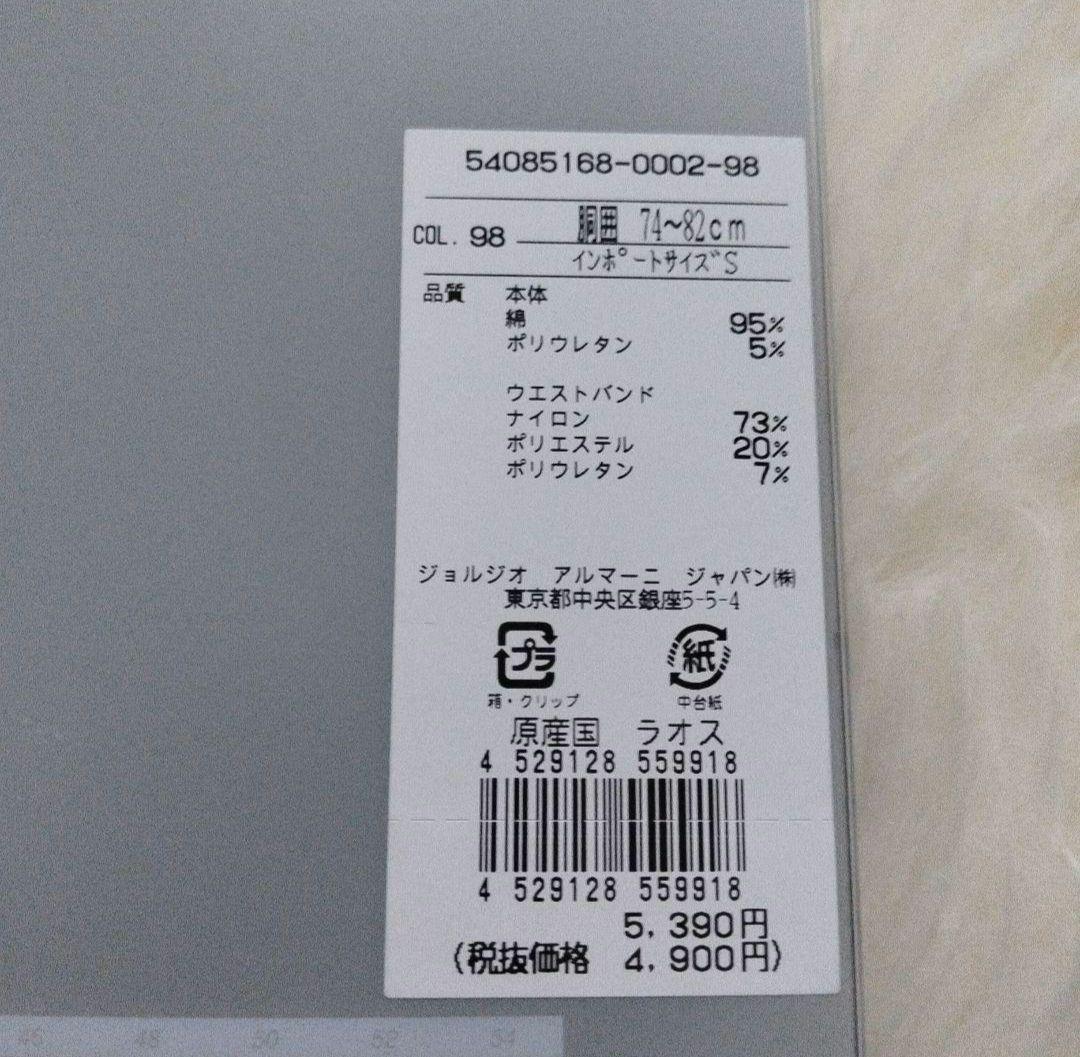 54085168-0002-98
COL. 98
胴囲 74~82cm
インポートサイズS
品質 本体
綿 95%
ポリウレタン 5%
ウエストバンド
ナイロン 73%
ポリエステル 20%
ポリウレタン 7%
ジョルジオ アルマーニ ジャパン㈱
東京都中央区銀座5-5-4
プラ 紙
箱・クリップ 中台紙
原産国 ラオス
4 529128 559918
4 529128 559918
5,390円
(税抜価格 4,900円)
46 48 50 52 54